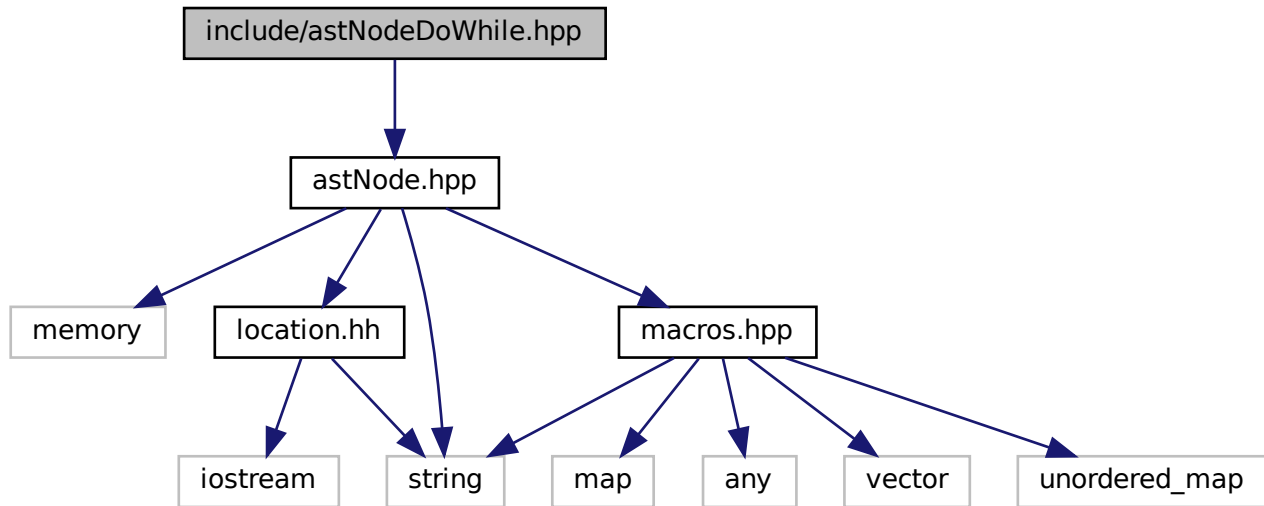 include/astNodeDoWhile.hpp
astNode.hpp
memory
location.hh
macros.hpp
iostream
string
map
any
vector
unordered_map